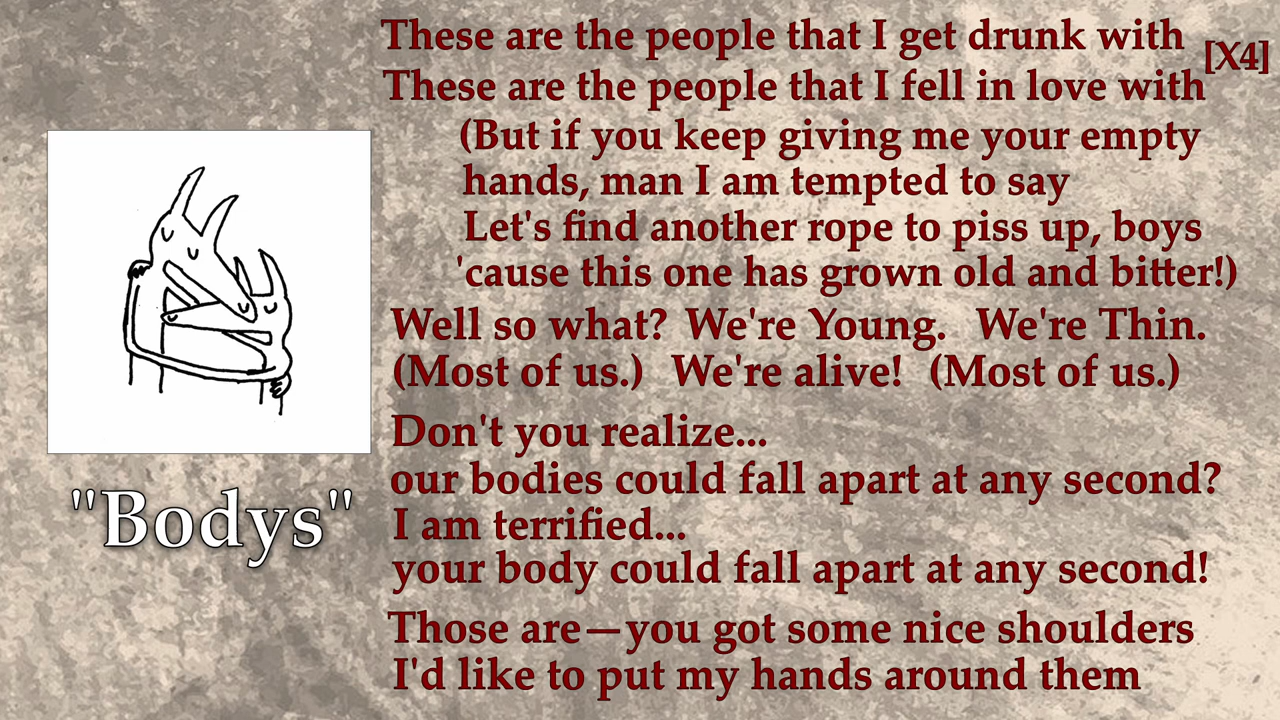 These are the people that I get drunk with
These are the people that I fell in love with [X4]
(But if you keep giving me your empty
hands, man I am tempted to say
Let's find another rope to piss up, boys
'cause this one has grown old and bitter!)
Well so what? We're Young. We're Thin.
(Most of us.) We're alive! (Most of us.)
Don't you realize...
our bodies could fall apart at any second?
I am terrified...
your body could fall apart at any second!
Those are—you got some nice shoulders
I'd like to put my hands around them
"Bodys"